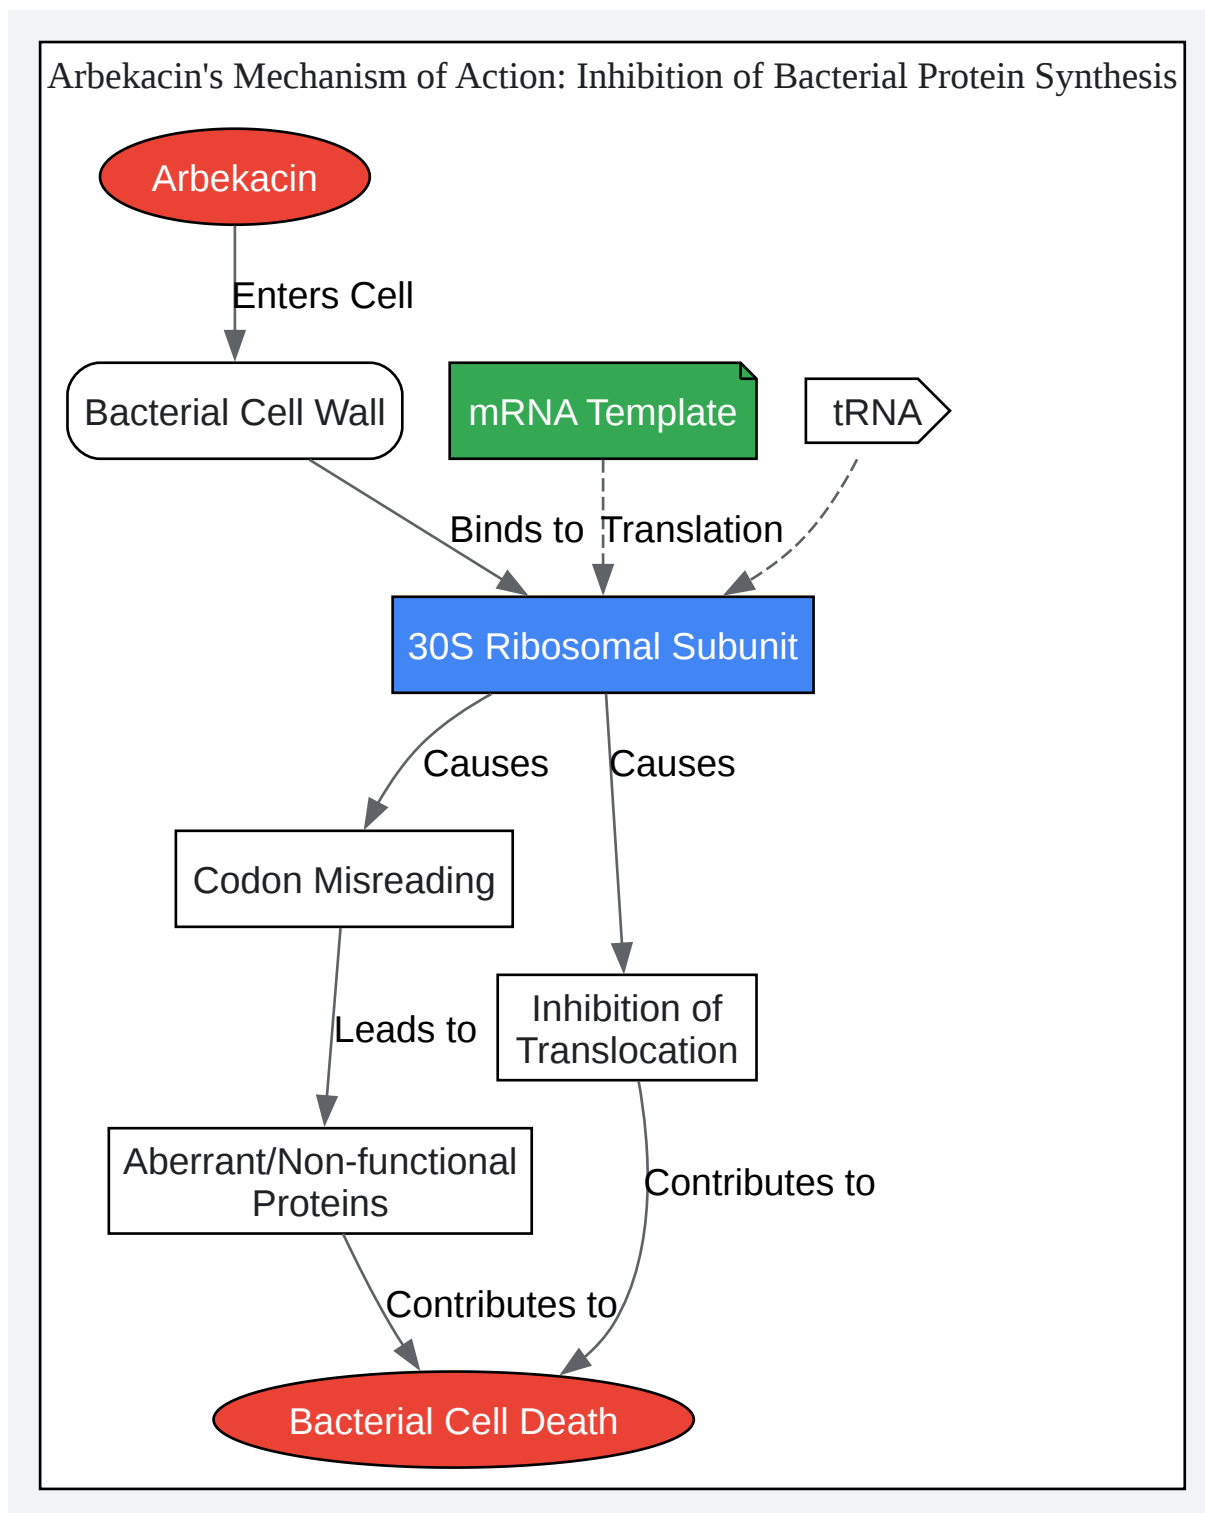 Arbekacin's Mechanism of Action: Inhibition of Bacterial Protein Synthesis
Arbekacin
Enters Cell
Bacterial Cell Wall
mRNA Template
tRNA
Binds to
Translation
30S Ribosomal Subunit
Causes
Causes
Codon Misreading
Inhibition of
Translocation
Leads to
Aberrant/Non-functional
Proteins
Contributes to
Contributes to
Bacterial Cell Death